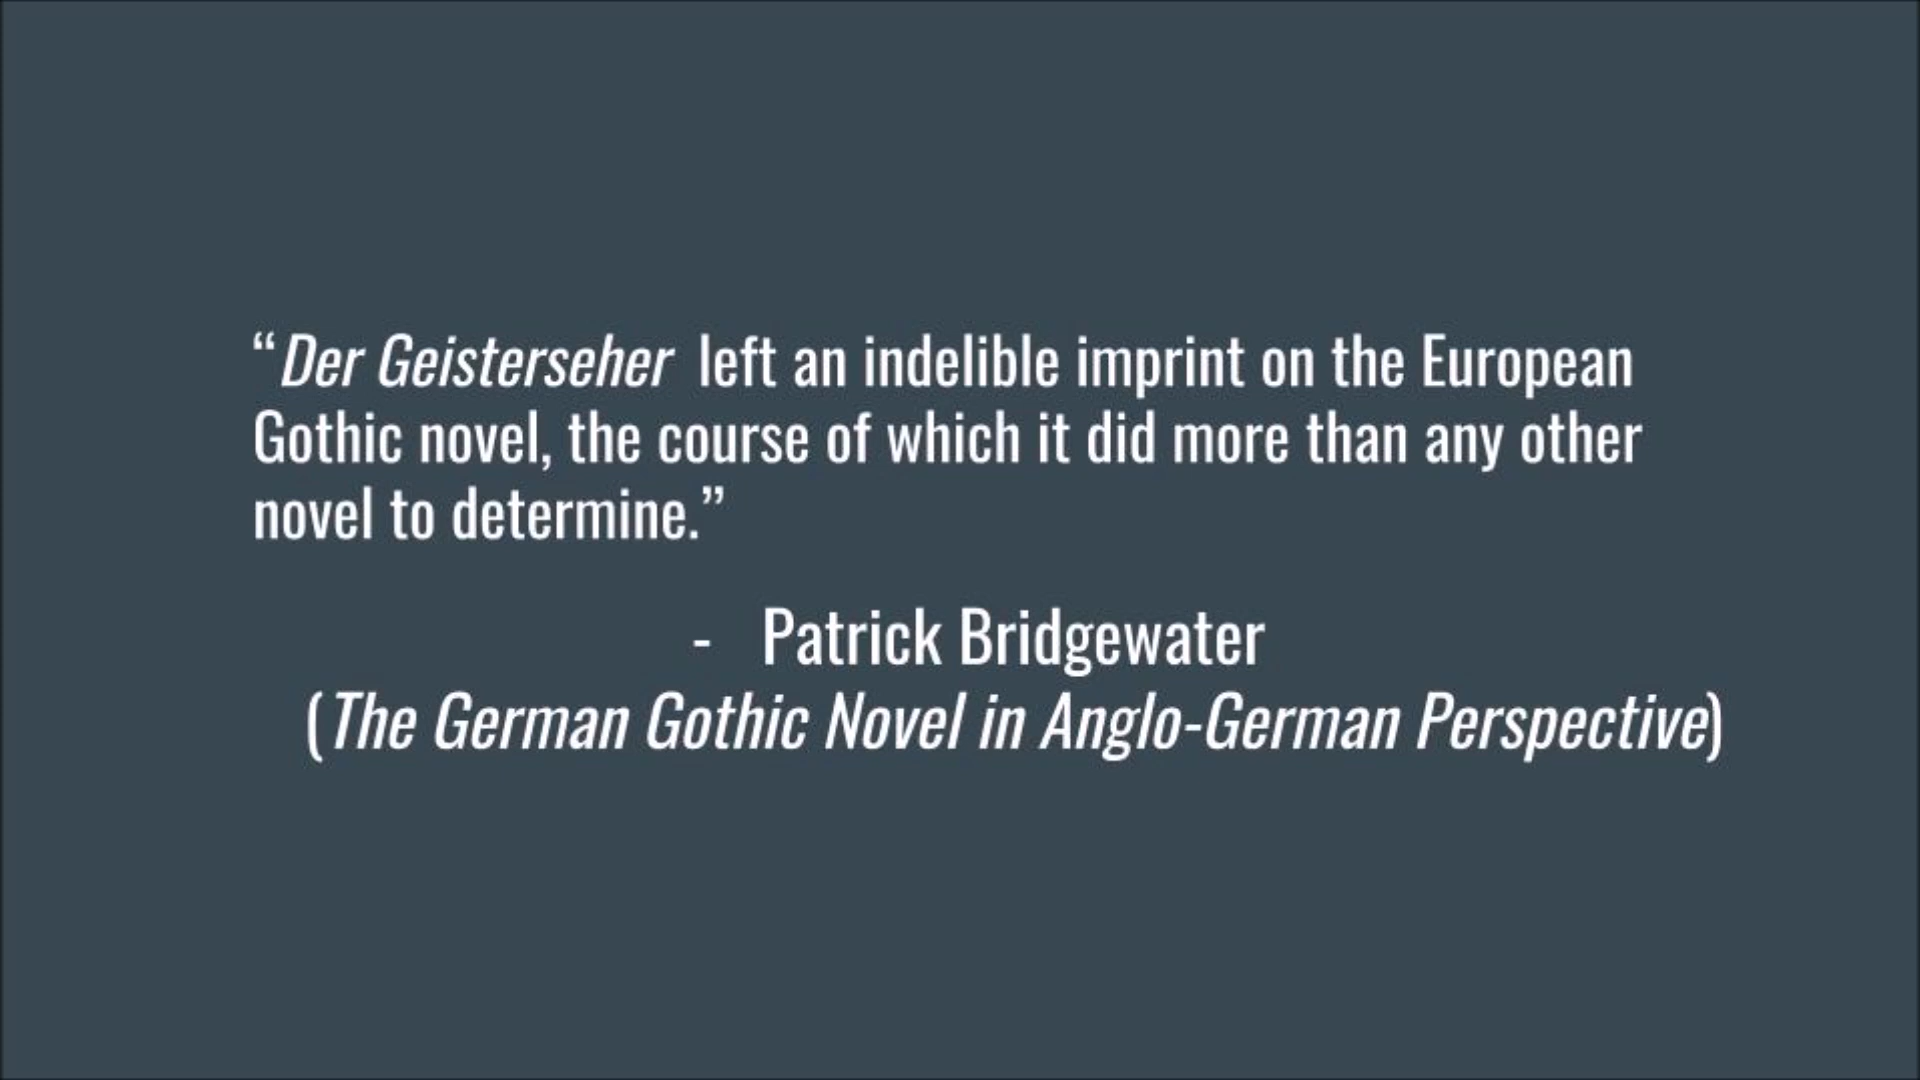 “Der Geisterseher left an indelible imprint on the European
Gothic novel, the course of which it did more than any other
novel to determine.”
- Patrick Bridgewater
(The German Gothic Novel in Anglo-German Perspective)